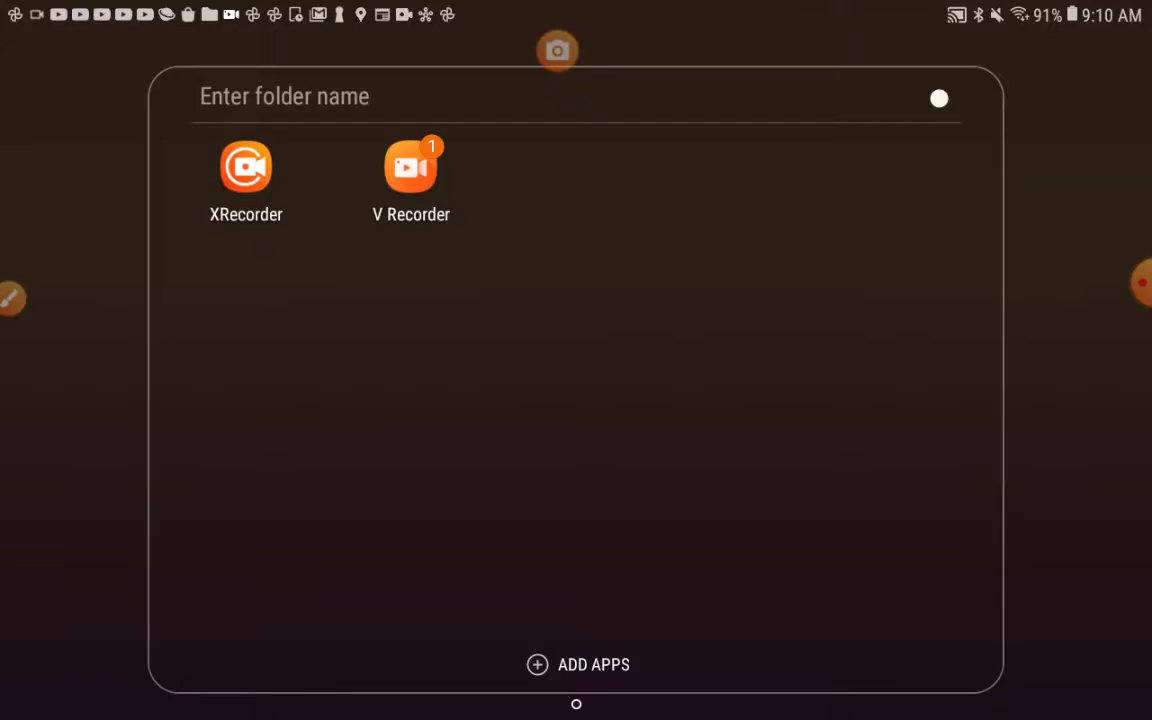 91% 9:10 AM
Enter folder name
1
XRecorder V Recorder
ADD APPS